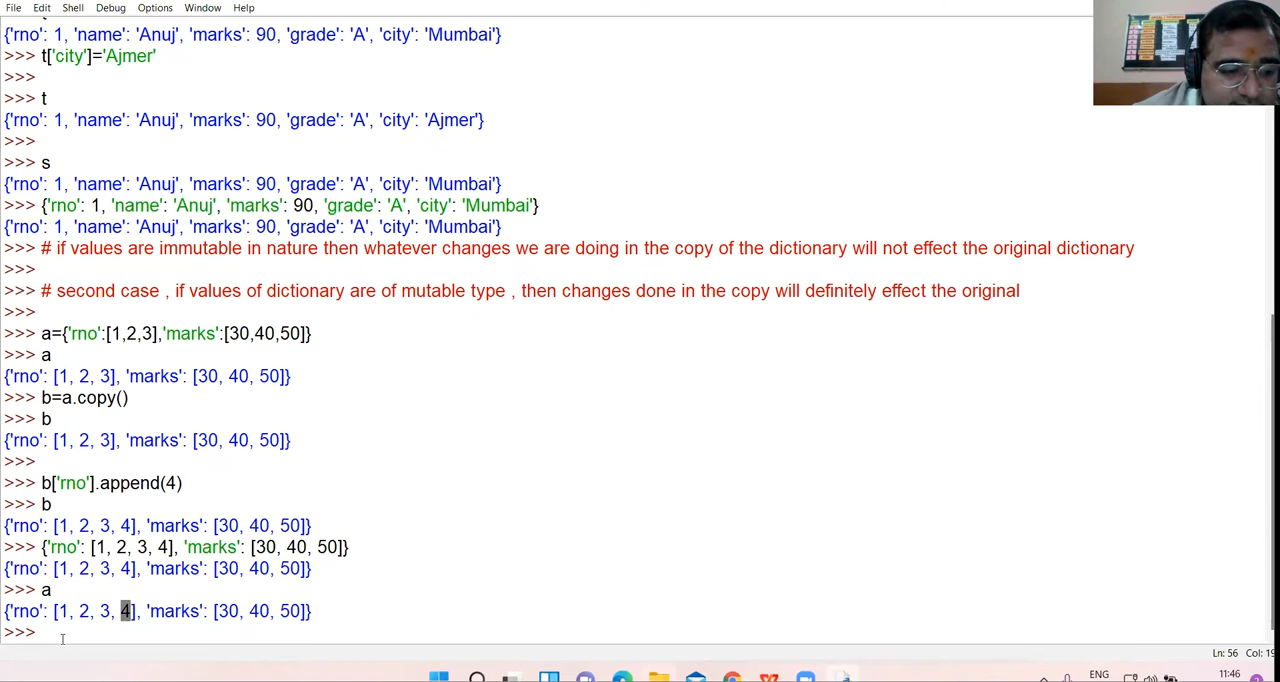 File Edit Shell Debug Options Window Help
{'rno': 1, 'name': 'Anuj', 'marks': 90, 'grade': 'A', 'city': 'Mumbai'}
>>> t['city']='Ajmer'
>>>
>>> t
{'rno': 1, 'name': 'Anuj', 'marks': 90, 'grade': 'A', 'city': 'Ajmer'}
>>>
>>> s
{'rno': 1, 'name': 'Anuj', 'marks': 90, 'grade': 'A', 'city': 'Mumbai'}
>>> {'rno': 1, 'name': 'Anuj', 'marks': 90, 'grade': 'A', 'city': 'Mumbai'}
{'rno': 1, 'name': 'Anuj', 'marks': 90, 'grade': 'A', 'city': 'Mumbai'}
>>> # if values are immutable in nature then whatever changes we are doing in the copy of the dictionary will not effect the original dictionary
>>>
>>> # second case , if values of dictionary are of mutable type , then changes done in the copy will definitely effect the original
>>>
>>> a={'rno':[1,2,3],'marks':[30,40,50]}
>>> a
{'rno': [1, 2, 3], 'marks': [30, 40, 50]}
>>> b=a.copy()
>>> b
{'rno': [1, 2, 3], 'marks': [30, 40, 50]}
>>>
>>> b['rno'].append(4)
>>> b
{'rno': [1, 2, 3, 4], 'marks': [30, 40, 50]}
>>> {'rno': [1, 2, 3, 4], 'marks': [30, 40, 50]}
{'rno': [1, 2, 3, 4], 'marks': [30, 40, 50]}
>>> a
{'rno': [1, 2, 3, 4], 'marks': [30, 40, 50]}
>>>
Ln: 56 Col: 19
ENG 11:46